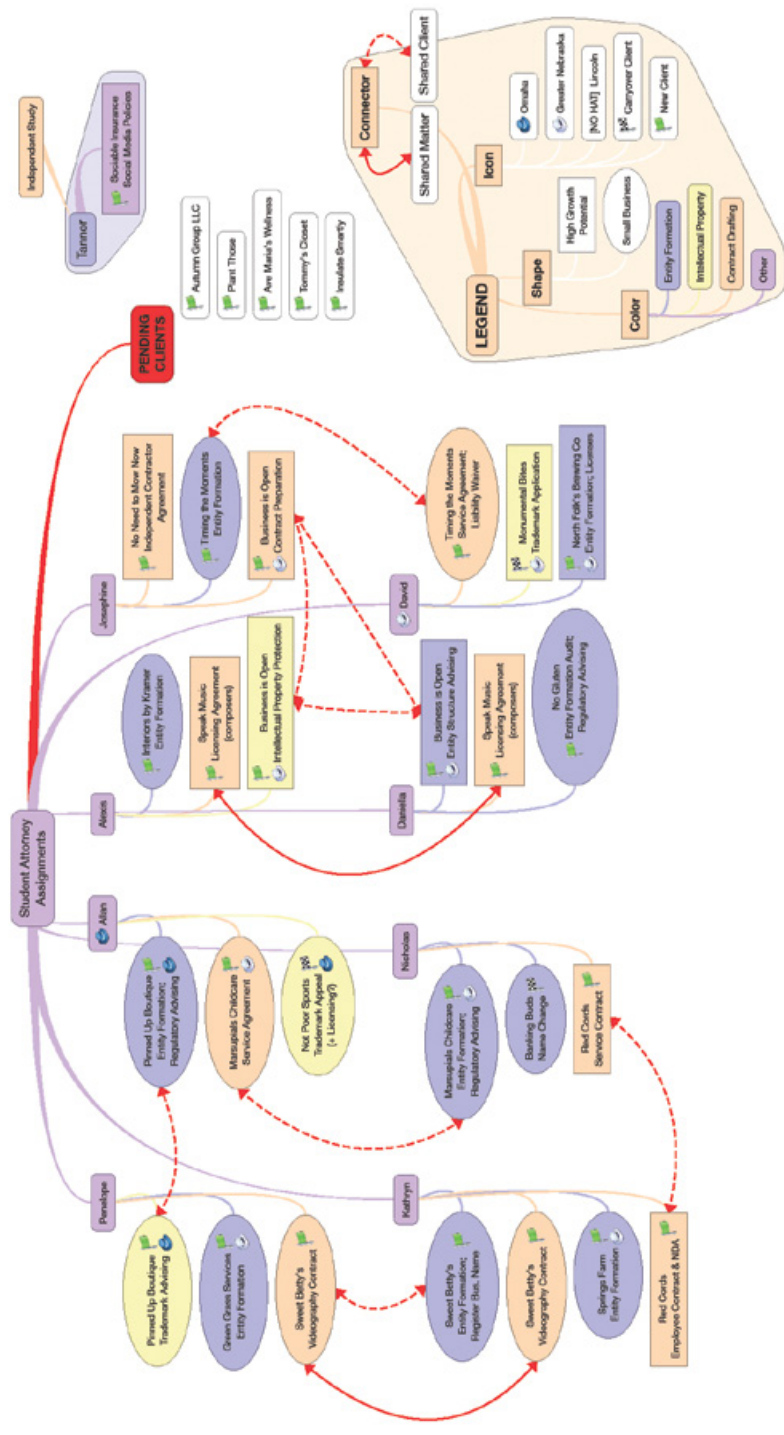 Student Attorney
Assignments
Penelope
Pinned Up Boutique
Trademark Advising
Green Grass Services
Entity Formation
Sweet Betty's
Videography Contract
Kathryn
Sweet Betty's
Entity Formation;
Register Bus. Name
Sweet Betty's
Videography Contract
Springs Farm
Entity Formation
Red Cords
Employee Contract & NDA
Allan
Pinned Up Boutique
Entity Formation;
Regulatory Advising
Marsupials Childcare
Service Agreement
Not Poor Sports
Trademark Appeal
(+ Licensing?)
Nicholas
Marsupials Childcare
Entity Formation;
Regulatory Advising
Banking Buds
Name Change
Red Cords
Service Contract
Alexis
Interiors by Kramer
Entity Formation
Speak Music
Licensing Agreement
(composers)
Business is Open
Intellectual Property Protection
Daniella
Business is Open
Entity Structure Advising
Speak Music
Licensing Agreement
(composers)
No Gluten
Entity Formation Audit;
Regulatory Advising
Josephine
No Need to Mow Now
Independent Contractor
Agreement
Timing the Moments
Entity Formation
Business is Open
Contract Preparation
David
Timing the Moments
Service Agreement;
Liability Waiver
Monumental Bites
Trademark Application
North Folk's Brewing Co
Entity Formation; Licenses
PENDING
CLIENTS
Autumn Group LLC
Plant Those
Ave Maria's Wellness
Tommy's Closet
Insulate Smartly
Independent Study
Tanner
Sociable Insurance
Social Media Policies
LEGEND
Connector
Shared Matter
Shared Client
Icon
Omaha
Greater Nebraska
[NO HAT] Lincoln
Carryover Client
New Client
Shape
High Growth
Potential
Small Business
Color
Entity Formation
Intellectual Property
Contract Drafting
Other